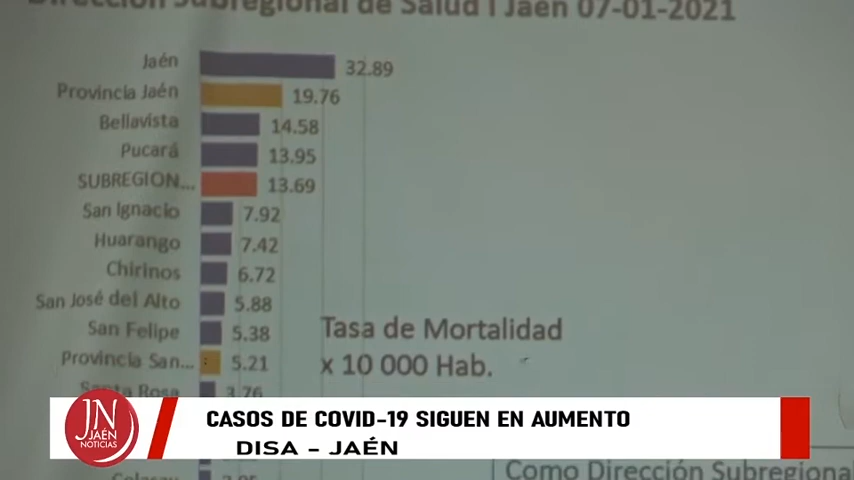 Dirección Subregional de Salud I Jaén 07-01-2021
Jaén 32.89
Provincia Jaén 19.76
Bellavista 14.58
Pucará 13.95
SUBREGION... 13.69
San Ignacio 7.92
Huarango 7.42
Chirinos 6.72
San José del Alto 5.88
San Felipe 5.38
Provincia San... 5.21
Santa Rosa 3.76
Tasa de Mortalidad
x 10 000 Hab.
JN
JAÉN
NOTICIAS
CASOS DE COVID-19 SIGUEN EN AUMENTO
DISA - JAÉN
Como Dirección Subregional